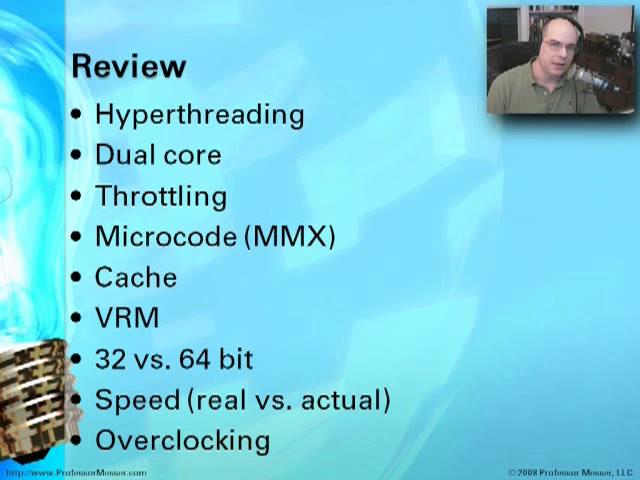 Review
• Hyperthreading
• Dual core
• Throttling
• Microcode (MMX)
• Cache
• VRM
• 32 vs. 64 bit
• Speed (real vs. actual)
• Overclocking
http://www.ProfessorMesser.com
© 2008 Professor Messer, LLC